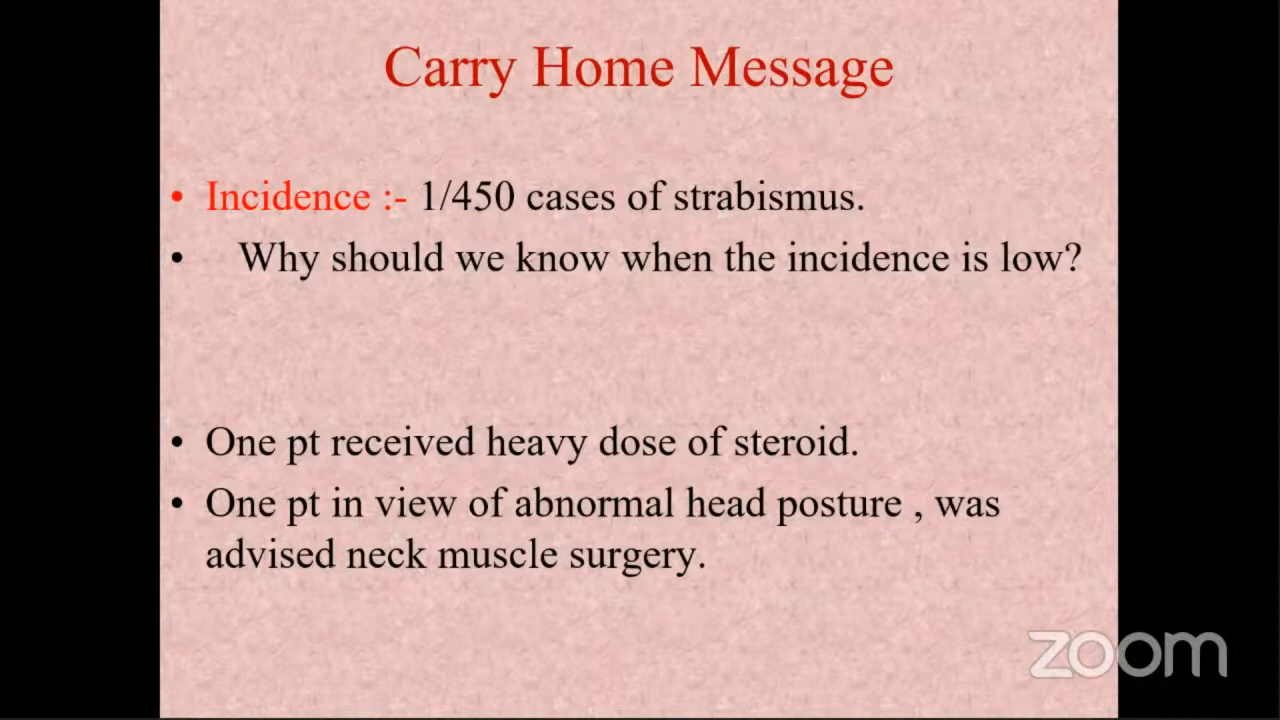 Carry Home Message
• Incidence :- 1/450 cases of strabismus.
• Why should we know when the incidence is low?
• One pt received heavy dose of steroid.
• One pt in view of abnormal head posture , was
advised neck muscle surgery.
zoom